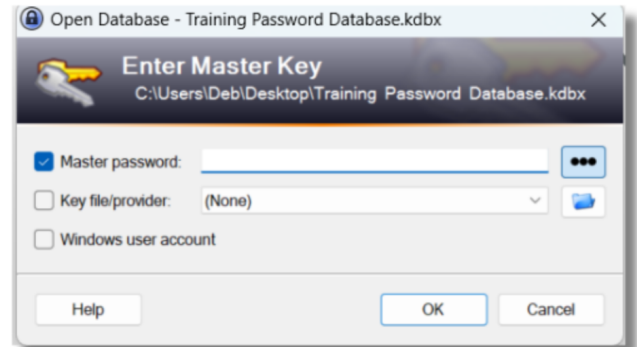 Open Database - Training Password Database.kdbx
Enter Master Key
C:\Users\Deb\Desktop\Training Password Database.kdbx
Master password:
Key file/provider: (None)
Windows user account
Help OK Cancel